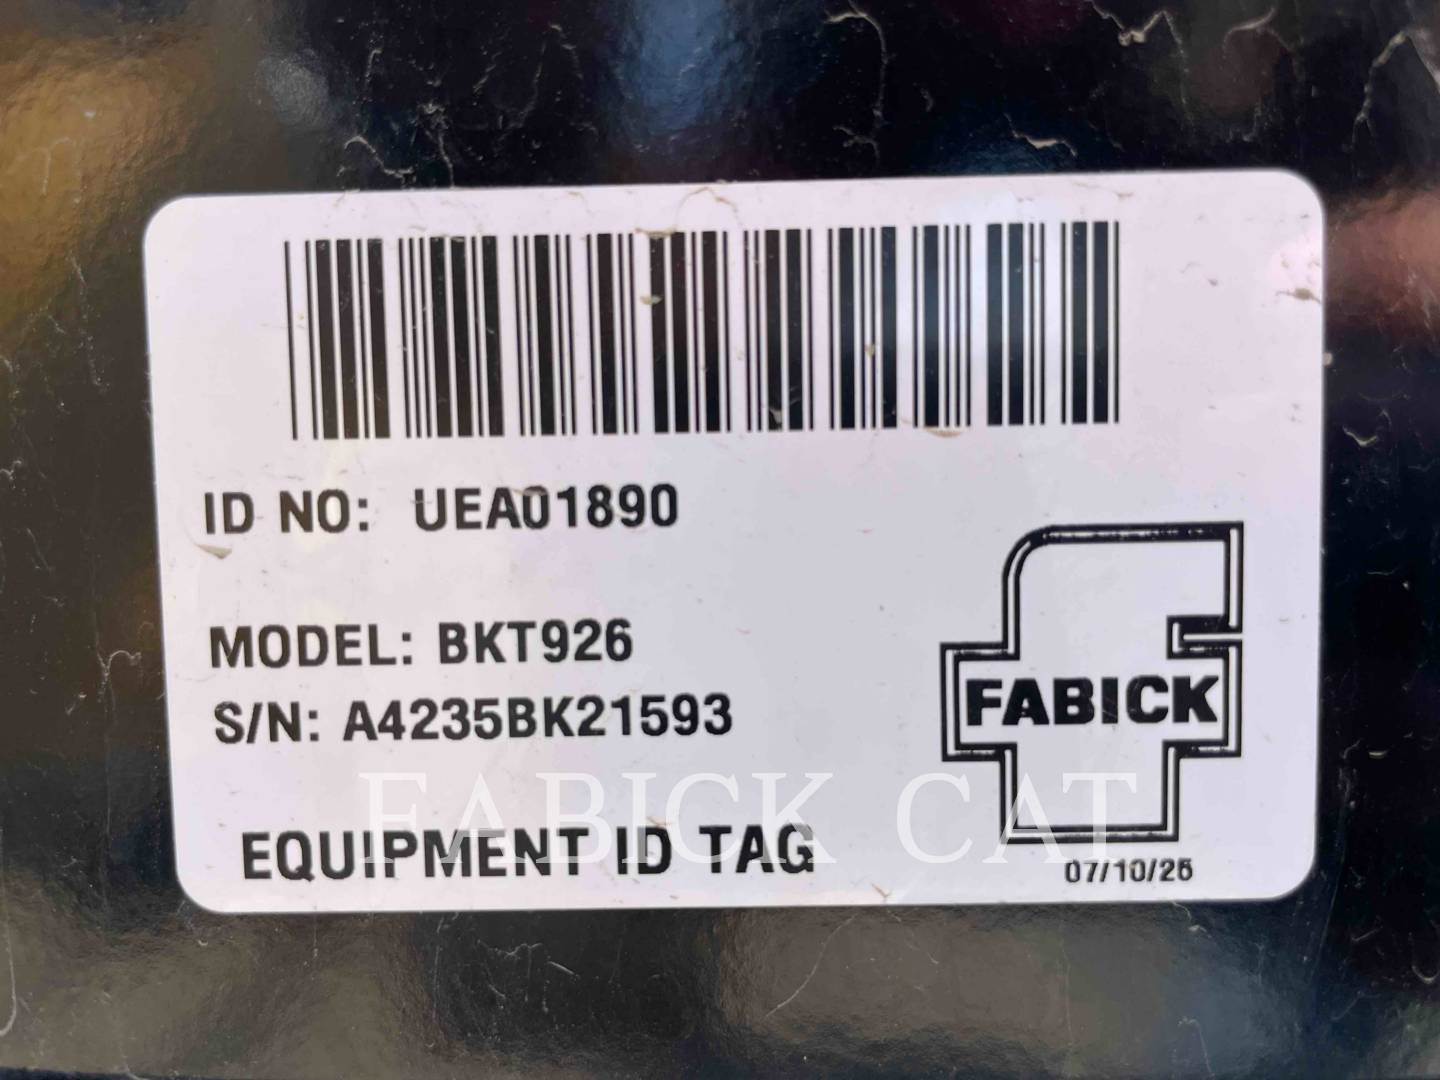 ID NO: UEA01890
MODEL: BKT926
S/N: A4235BK21593
FABICK
FABICK CAT
EQUIPMENT ID TAG
07/10/25